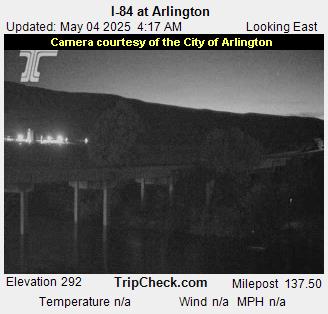 I-84 at Arlington
Updated: May 04 2025 4:17 AM Looking East
Camera courtesy of the City of Arlington
Elevation 292 TripCheck.com Milepost 137.50
Temperature n/a Wind n/a MPH n/a